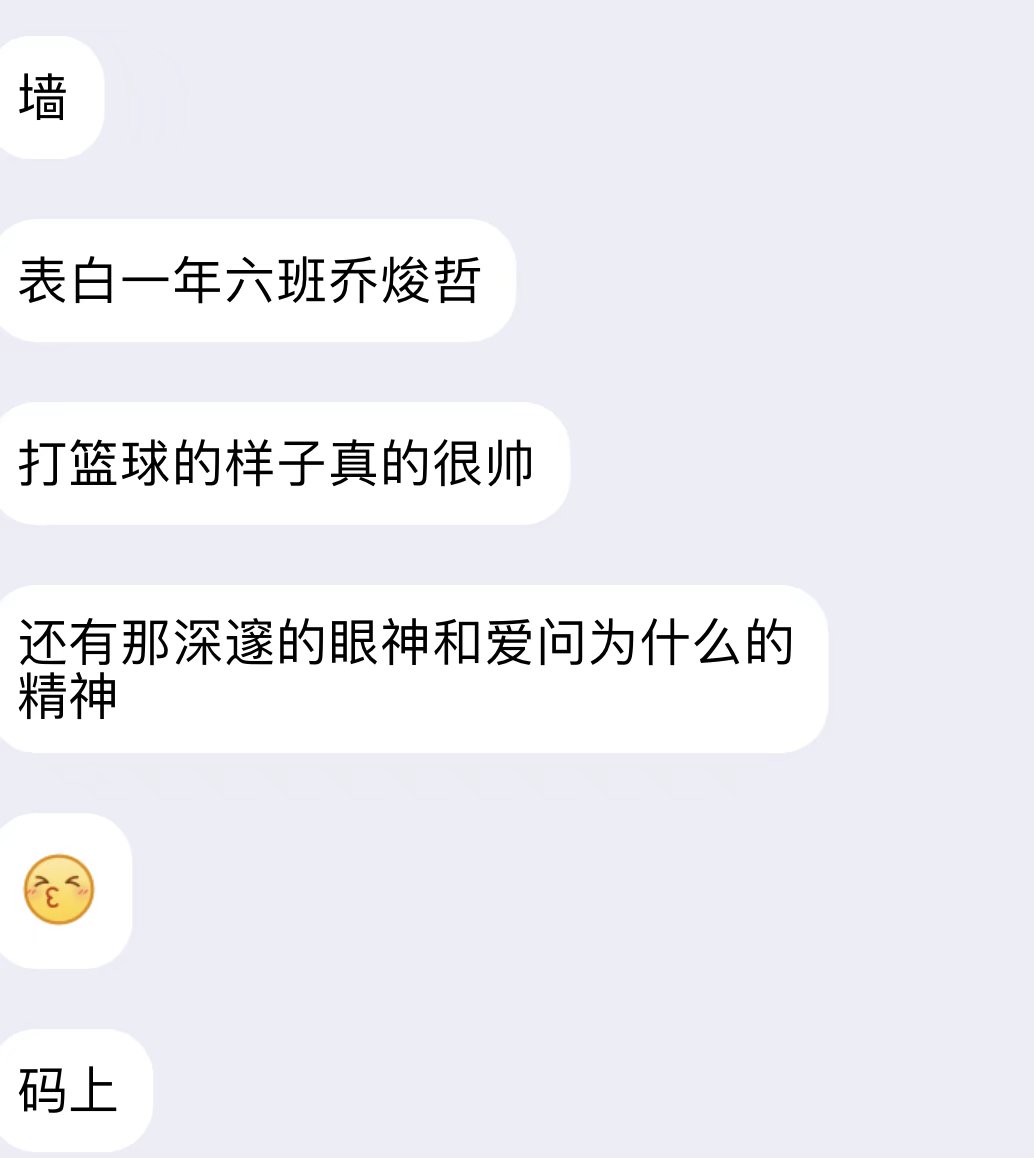 墙
表白一年六班乔焌哲
打篮球的样子真的很帅
还有那深邃的眼神和爱问为什么的
精神
码上